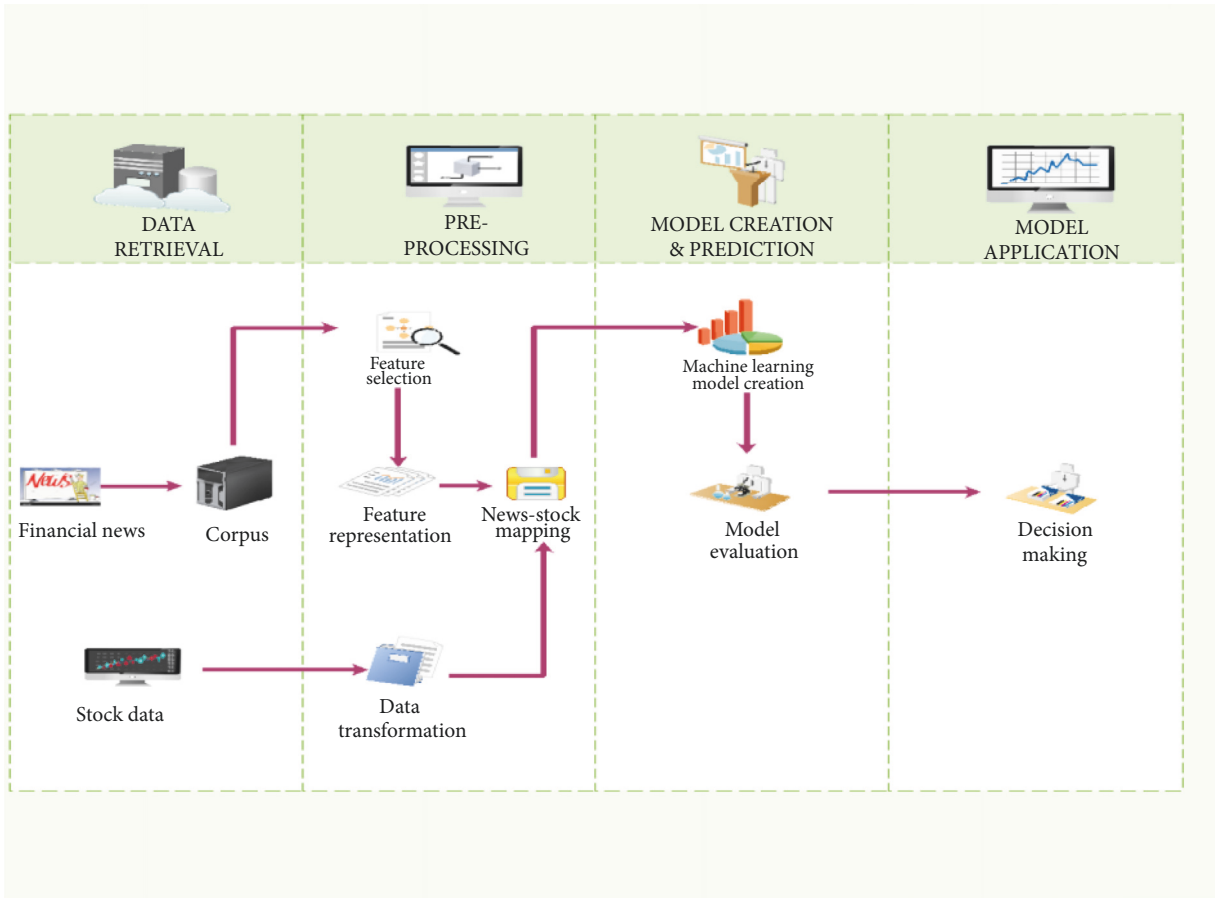 DATA
RETRIEVAL
PRE-
PROCESSING
MODEL CREATION
& PREDICTION
MODEL
APPLICATION
Feature
selection
Machine learning
model creation
NEWS
Financial news
Corpus
Feature
representation
News-stock
mapping
Model
evaluation
Decision
making
Stock data
Data
transformation